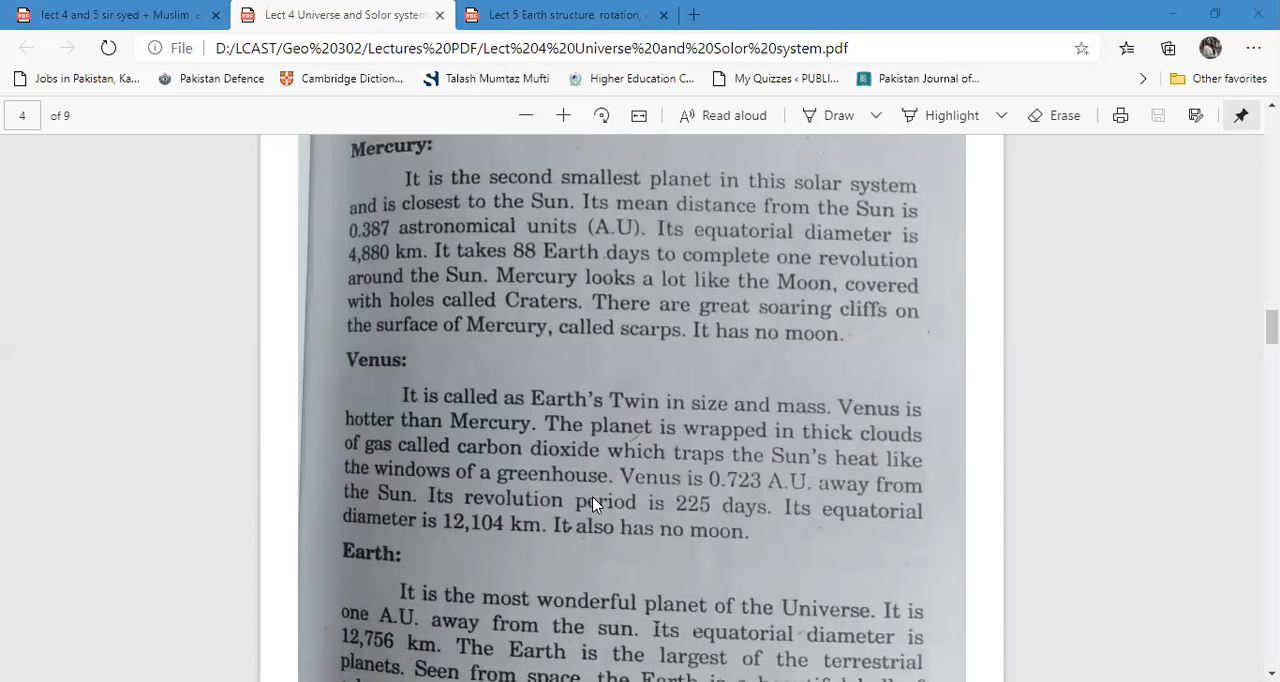 lect 4 and 5 sir syed + Muslim
Lect 4 Universe and Solor system
Lect 5 Earth structure, rotation,
File D:/LCAST/Geo%20302/Lectures%20PDF/Lect%204%20Universe%20and%20Solor%20system.pdf
Jobs in Pakistan, Ka... Pakistan Defence Cambridge Diction... Talash Mumtaz Mufti Higher Education C... My Quizzes ‹ PUBLI... Pakistan Journal of... Other favorites
4 of 9 Read aloud Draw Highlight Erase
Mercury:
It is the second smallest planet in this solar system
and is closest to the Sun. Its mean distance from the Sun is
0.387 astronomical units (A.U). Its equatorial diameter is
4,880 km. It takes 88 Earth days to complete one revolution
around the Sun. Mercury looks a lot like the Moon, covered
with holes called Craters. There are great soaring cliffs on
the surface of Mercury, called scarps. It has no moon.
Venus:
It is called as Earth's Twin in size and mass. Venus is
hotter than Mercury. The planet is wrapped in thick clouds
of gas called carbon dioxide which traps the Sun's heat like
the windows of a greenhouse. Venus is 0.723 A.U. away from
the Sun. Its revolution period is 225 days. Its equatorial
diameter is 12,104 km. It also has no moon.
Earth:
It is the most wonderful planet of the Universe. It is
one A.U. away from the sun. Its equatorial diameter is
12,756 km. The Earth is the largest of the terrestrial
planets. Seen from space, the Earth is a